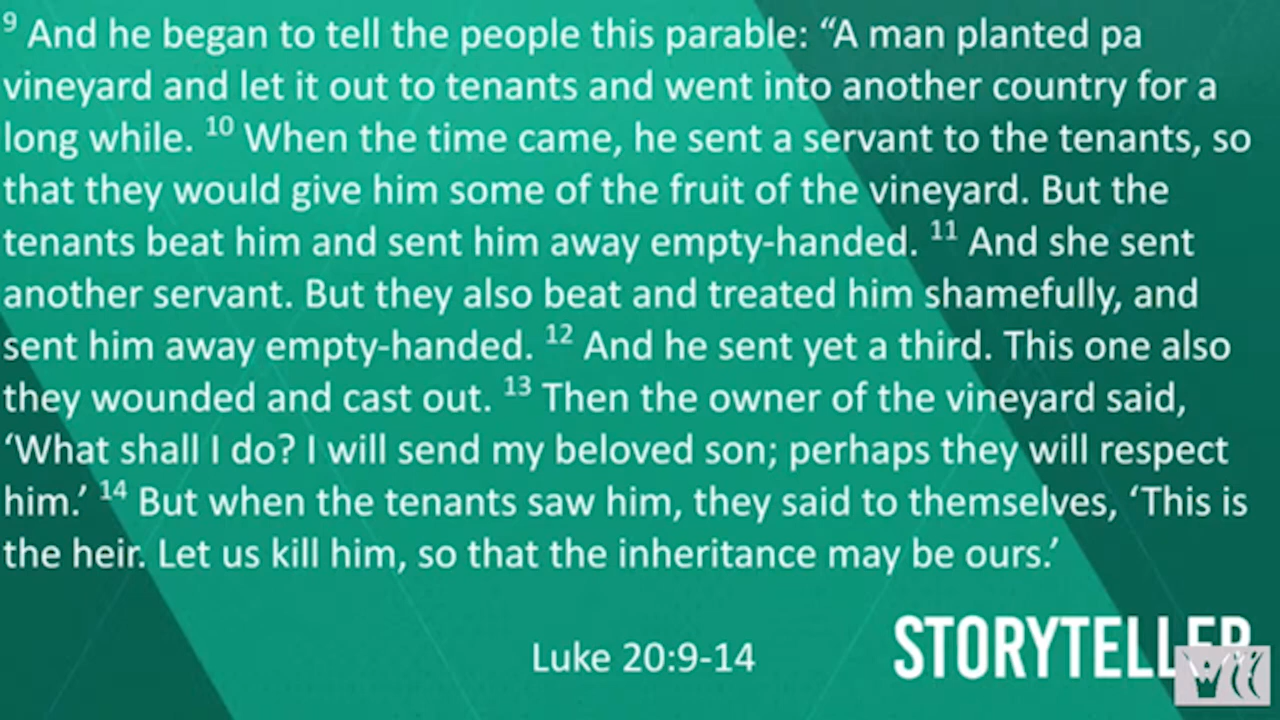 ⁹ And he began to tell the people this parable: “A man planted pa
vineyard and let it out to tenants and went into another country for a
long while. ¹⁰ When the time came, he sent a servant to the tenants, so
that they would give him some of the fruit of the vineyard. But the
tenants beat him and sent him away empty-handed. ¹¹ And she sent
another servant. But they also beat and treated him shamefully, and
sent him away empty-handed. ¹² And he sent yet a third. This one also
they wounded and cast out. ¹³ Then the owner of the vineyard said,
‘What shall I do? I will send my beloved son; perhaps they will respect
him.’ ¹⁴ But when the tenants saw him, they said to themselves, ‘This is
the heir. Let us kill him, so that the inheritance may be ours.’
Luke 20:9-14
STORYTELLER